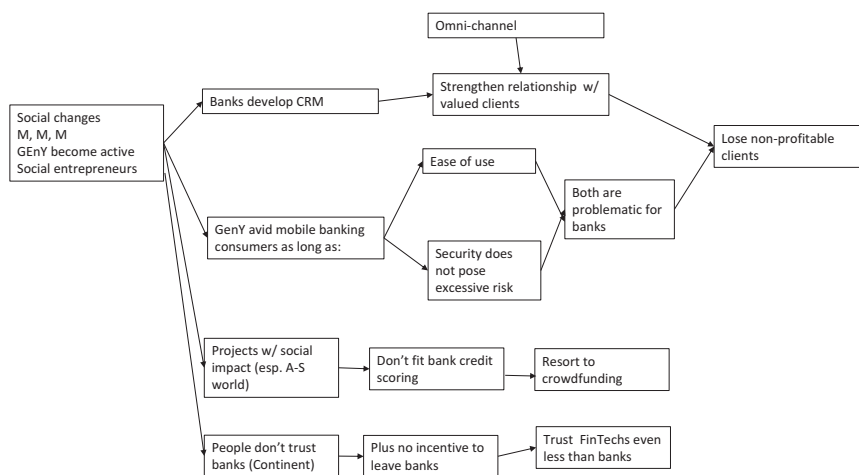 Omni-channel
Banks develop CRM
Strengthen relationship w/
valued clients
Social changes
M, M, M
GEnY become active
Social entrepreneurs
Lose non-profitable
clients
Ease of use
Both are
problematic for
banks
GenY avid mobile banking
consumers as long as:
Security does
not pose
excessive risk
Projects w/ social
impact (esp. A-S
world)
Don't fit bank credit
scoring
Resort to
crowdfunding
People don't trust
banks (Continent)
Plus no incentive to
leave banks
Trust FinTechs even
less than banks